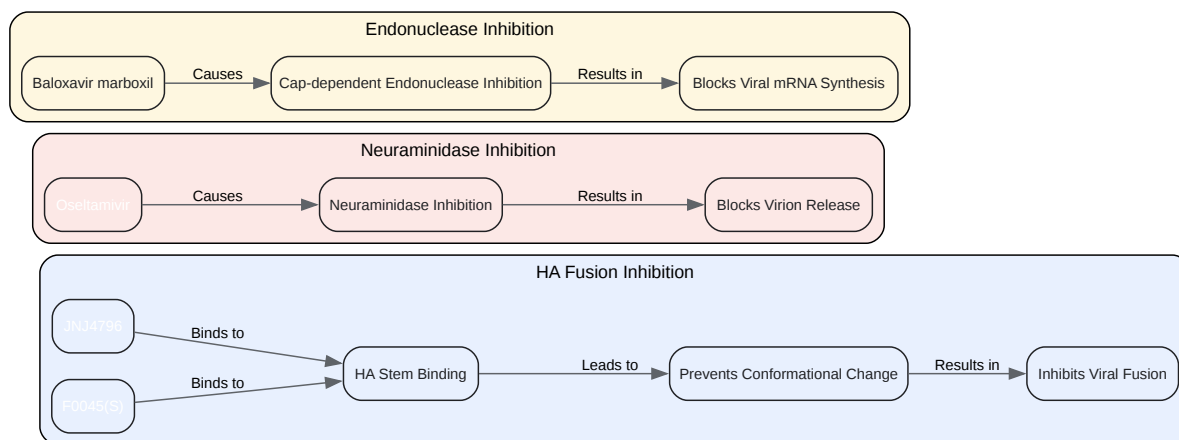 Endonuclease Inhibition
Baloxavir marboxil
Causes
Cap-dependent Endonuclease Inhibition
Results in
Blocks Viral mRNA Synthesis
Neuraminidase Inhibition
Oseltamivir
Causes
Neuraminidase Inhibition
Results in
Blocks Virion Release
HA Fusion Inhibition
JNJ4796
Binds to
F0045(S)
Binds to
HA Stem Binding
Leads to
Prevents Conformational Change
Results in
Inhibits Viral Fusion